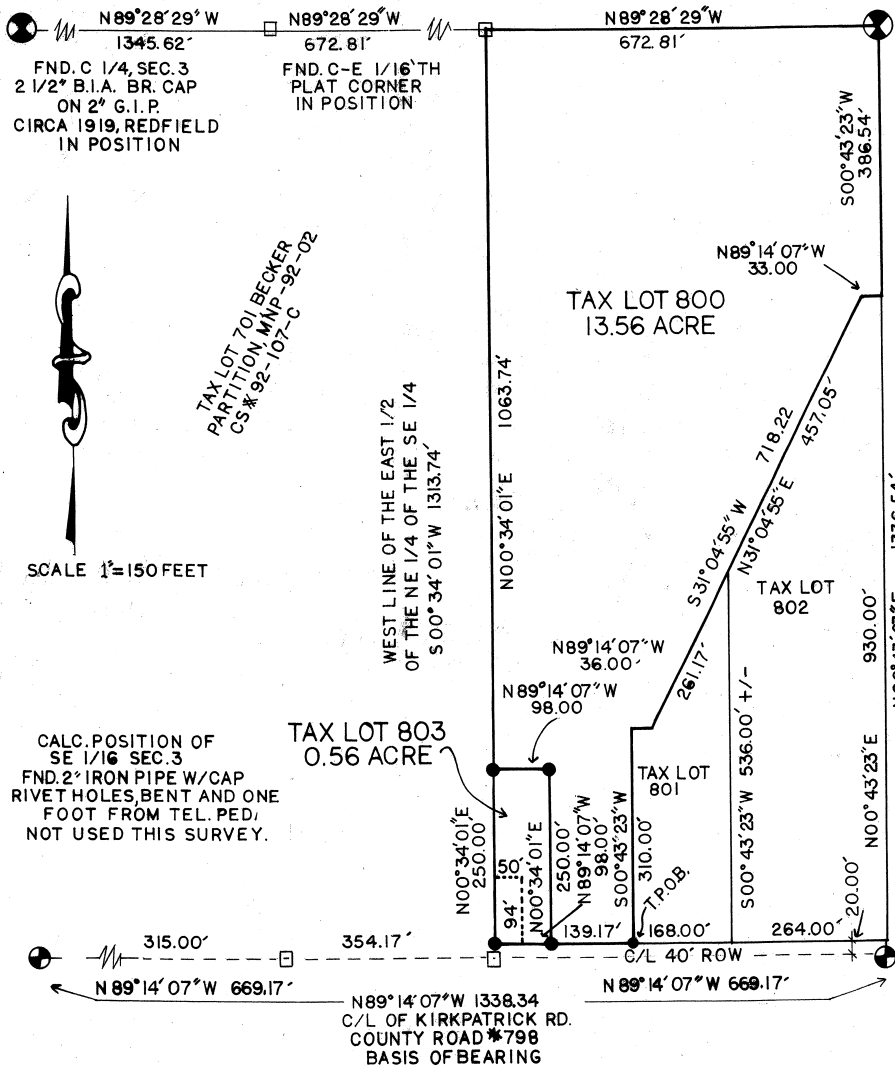 N89°28'29"W
1345.62'
N89°28'29"W
672.81'
N89°28'29"W
672.81'
FND. C 1/4, SEC. 3
2 1/2" B.I.A. BR. CAP
ON 2" G.I.P.
CIRCA 1919, REDFIELD
IN POSITION
FND. C-E 1/16'TH
PLAT CORNER
IN POSITION
S00°43'23"W
386.54'
N89°14'07"W
33.00
TAX LOT 800
13.56 ACRE
TAX LOT 701 BECKER
PARTITION, MNP-92-02
CS# 92-107-C
1063.74'
N00°34'01"E
WEST LINE OF THE EAST 1/2
OF THE NE 1/4 OF THE SE 1/4
S00°34'01"W 1313.74'
718.22
457.05'
S31°04'55"W
N31°04'55"E
261.17'
SCALE 1"=150 FEET
TAX LOT
802
930.00'
N00°43'23"E
N89°14'07"W
36.00'
N89°14'07"W
98.00
TAX LOT 803
0.56 ACRE
CALC. POSITION OF
SE 1/16 SEC. 3
FND. 2" IRON PIPE W/CAP
RIVET HOLES, BENT AND ONE
FOOT FROM TEL. PED/
NOT USED THIS SURVEY.
TAX LOT
801
S00°43'23"W 536.00' +/-
N00°34'01"E
250.00
50'
94'
N00°34'01"E
250.00'
N89°14'07"W
98.00'
S00°43'23"W
310.00'
T.P.O.B.
20.00'
315.00'
354.17'
139.17'
168.00'
264.00'
C/L 40' ROW
N89°14'07"W 669.17'
N89°14'07"W 669.17'
N89°14'07"W 1338.34
C/L OF KIRKPATRICK RD.
COUNTY ROAD #798
BASIS OF BEARING